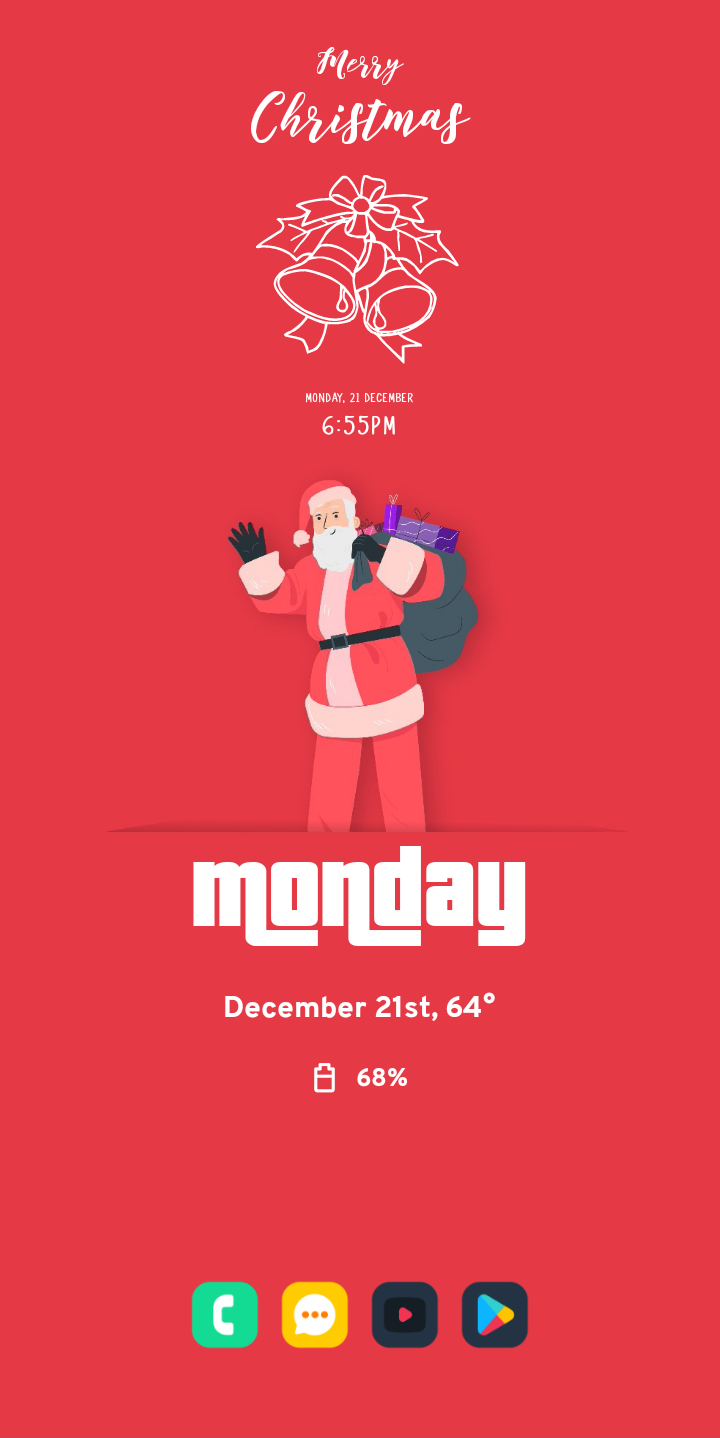 Merry
Christmas
MONDAY, 21 DECEMBER
6:55PM
monday
December 21st, 64°
68%